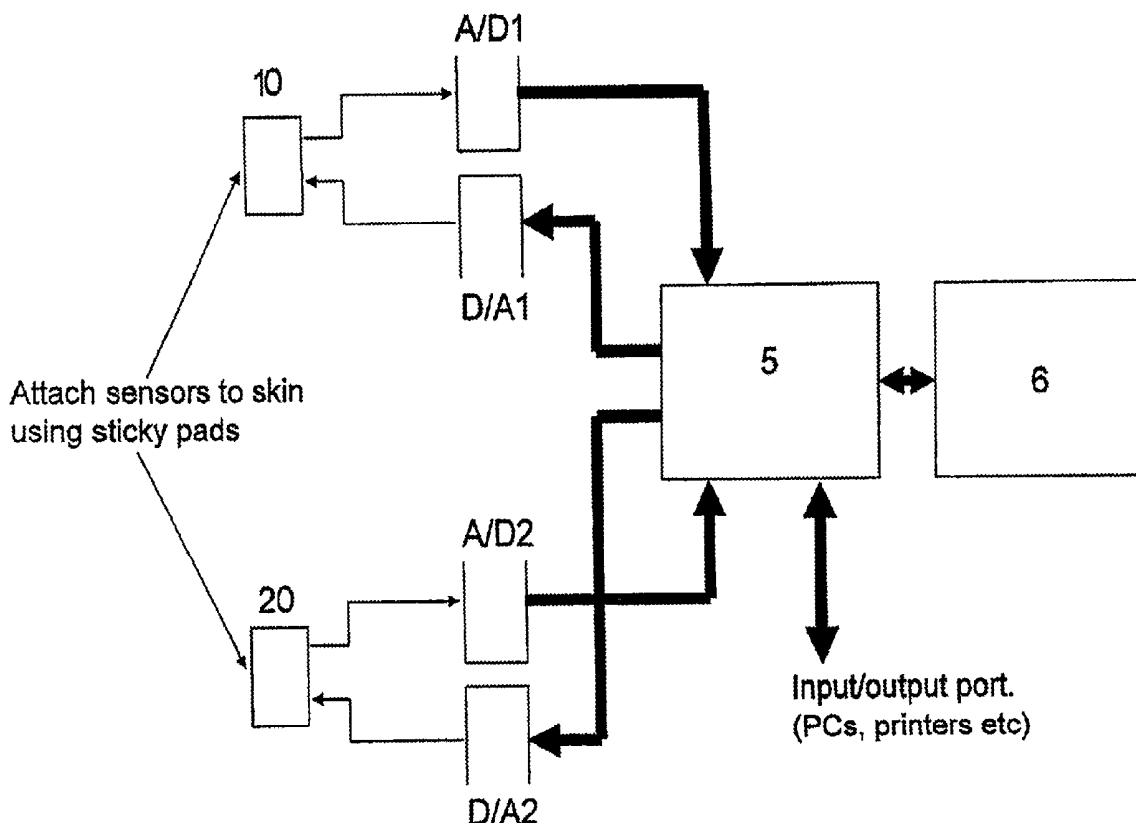 A/D1
10
D/A1
5
6
Attach sensors to skin
using sticky pads
A/D2
20
Input/output port.
(PCs, printers etc)
D/A2